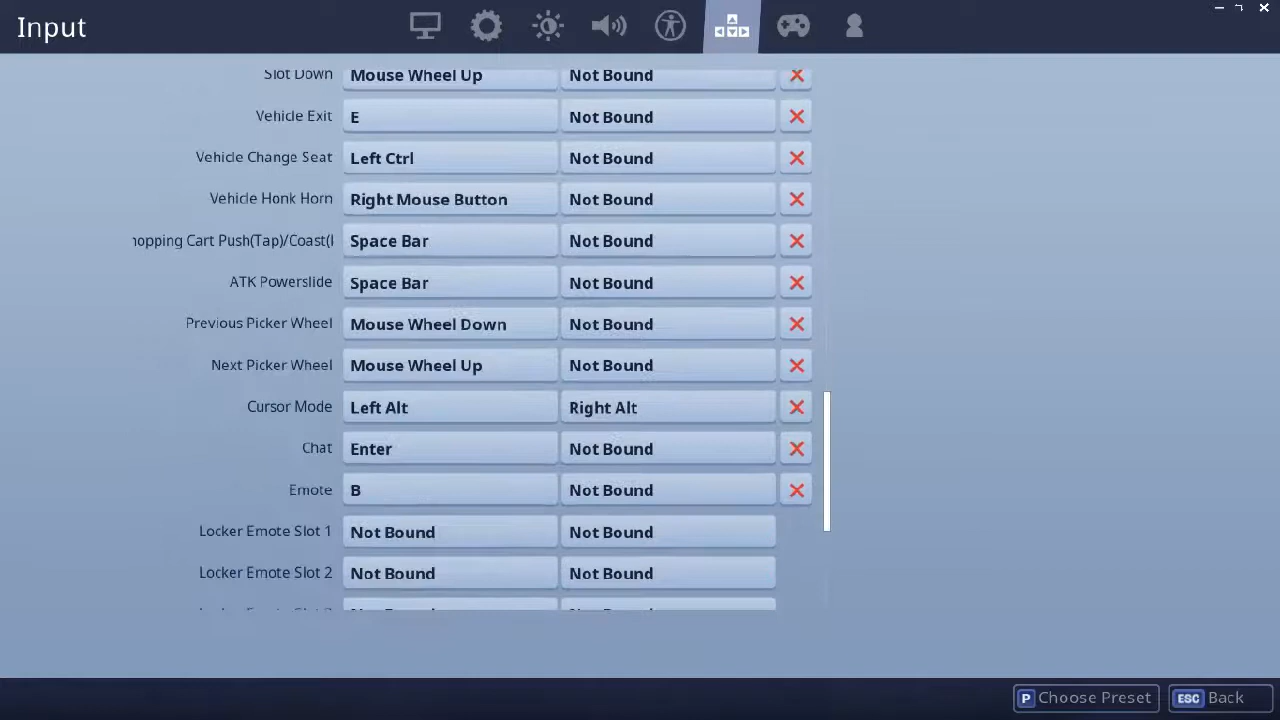 Input
Slot Down Mouse Wheel Up Not Bound
Vehicle Exit E Not Bound
Vehicle Change Seat Left Ctrl Not Bound
Vehicle Honk Horn Right Mouse Button Not Bound
hopping Cart Push(Tap)/Coast( Space Bar Not Bound
ATK Powerslide Space Bar Not Bound
Previous Picker Wheel Mouse Wheel Down Not Bound
Next Picker Wheel Mouse Wheel Up Not Bound
Cursor Mode Left Alt Right Alt
Chat Enter Not Bound
Emote B Not Bound
Locker Emote Slot 1 Not Bound Not Bound
Locker Emote Slot 2 Not Bound Not Bound
P Choose Preset ESC Back